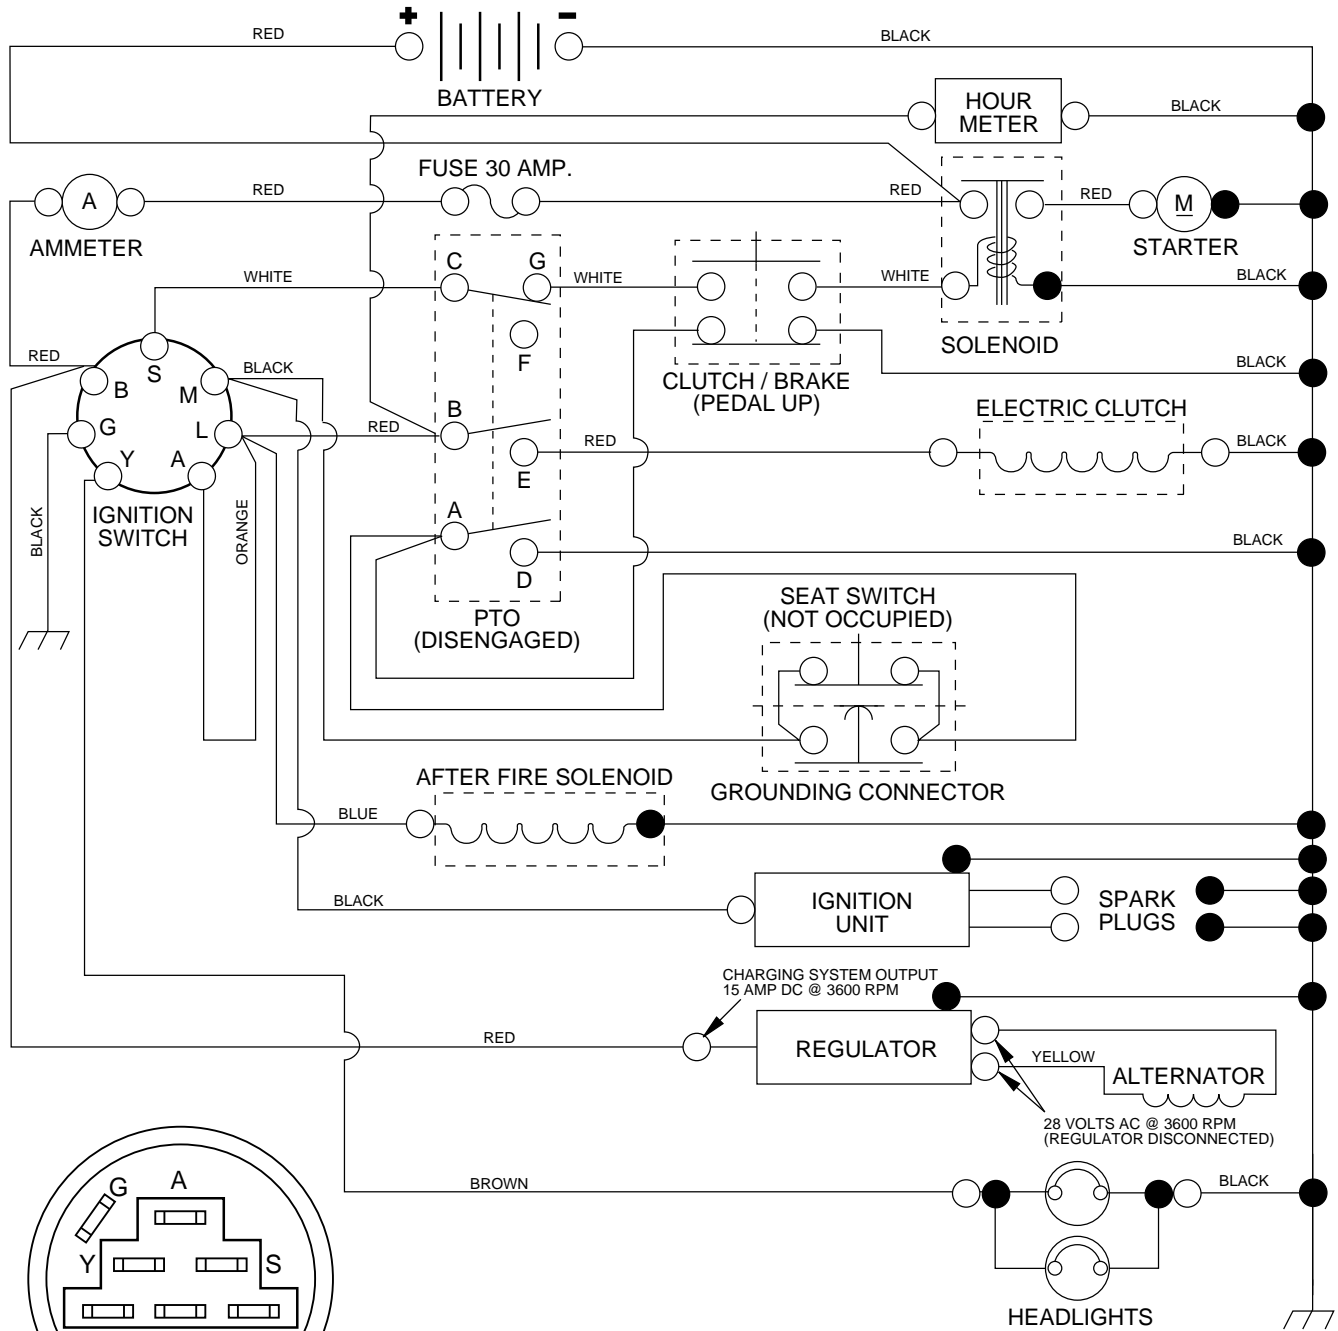 + −
RED
BLACK
BATTERY
HOUR
METER
BLACK
FUSE 30 AMP.
A
RED
RED
RED
M
AMMETER
STARTER
WHITE
C
G
WHITE
WHITE
BLACK
F
SOLENOID
RED
S
B
M
BLACK
BLACK
CLUTCH / BRAKE
(PEDAL UP)
G
L
RED
B
RED
ELECTRIC CLUTCH
BLACK
Y
A
E
IGNITION
SWITCH
BLACK
ORANGE
A
D
BLACK
PTO
(DISENGAGED)
SEAT SWITCH
(NOT OCCUPIED)
AFTER FIRE SOLENOID
GROUNDING CONNECTOR
BLUE
BLACK
IGNITION
UNIT
SPARK
PLUGS
CHARGING SYSTEM OUTPUT
15 AMP DC @ 3600 RPM
RED
REGULATOR
YELLOW
ALTERNATOR
28 VOLTS AC @ 3600 RPM
(REGULATOR DISCONNECTED)
BROWN
BLACK
G
A
Y
S
HEADLIGHTS